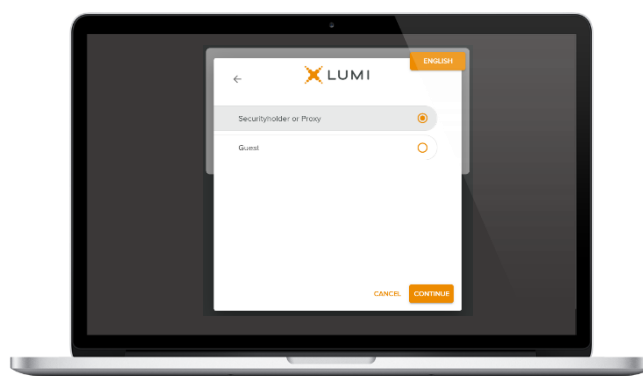 ENGLISH
LUMI
Securityholder or Proxy
Guest
CANCEL CONTINUE